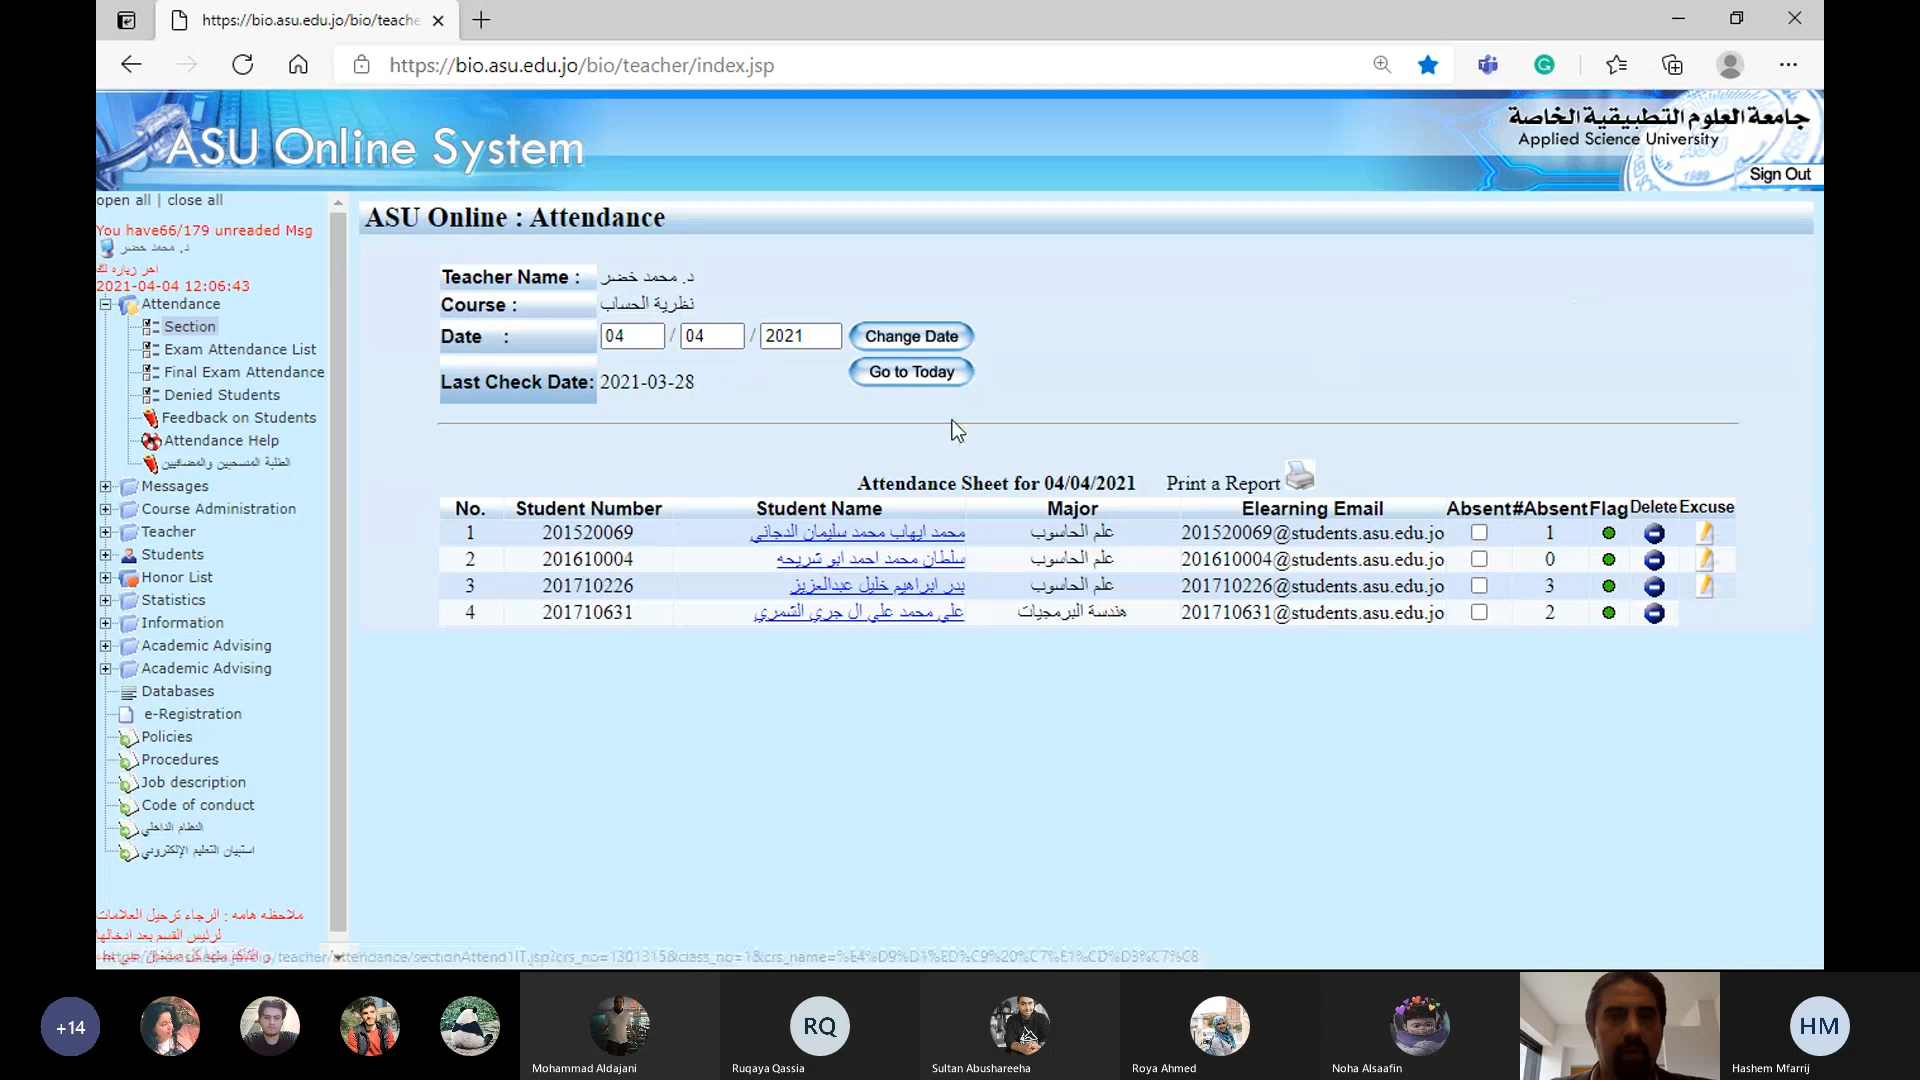 https://bio.asu.edu.jo/bio/teache
https://bio.asu.edu.jo/bio/teacher/index.jsp
ASU Online System
جامعة العلوم التطبيقية الخاصة
Applied Science University
1989
Sign Out
open all | close all
You have66/179 unreaded Msg
د. محمد خضر
اخر زياره لك
2021-04-04 12:06:43
Attendance
Section
Exam Attendance List
Final Exam Attendance
Denied Students
Feedback on Students
Attendance Help
الطلبة المنسحبين والمضافيين
Messages
Course Administration
Teacher
Students
Honor List
Statistics
Information
Academic Advising
Academic Advising
Databases
e-Registration
Policies
Procedures
Job description
Code of conduct
النظام الداخلي
استبيان التعليم الإلكتروني
ملاحظه هامه : الرجاء ترحيل العلامات
لرئيس القسم بعد ادخالها
ASU Online : Attendance
Teacher Name : د. محمد خضر
Course : نظرية الحساب
Date : 04 / 04 / 2021 Change Date
Go to Today
Last Check Date: 2021-03-28
Attendance Sheet for 04/04/2021 Print a Report
No. Student Number Student Name Major Elearning Email Absent #Absent Flag Delete Excuse
1 201520069 محمد ايهاب محمد سليمان الدجاني علم الحاسوب 201520069@students.asu.edu.jo 1
2 201610004 سلطان محمد احمد ابو شريحه علم الحاسوب 201610004@students.asu.edu.jo 0
3 201710226 بدر ابراهيم خليل عبدالعزيز علم الحاسوب 201710226@students.asu.edu.jo 3
4 201710631 علي محمد علي ال جري الشمري هندسة البرمجيات 201710631@students.asu.edu.jo 2
+14
RQ
HM
Mohammad Aldajani
Ruqaya Qassia
Sultan Abushareeha
Roya Ahmed
Noha Alsaafin
Hashem Mfarrij